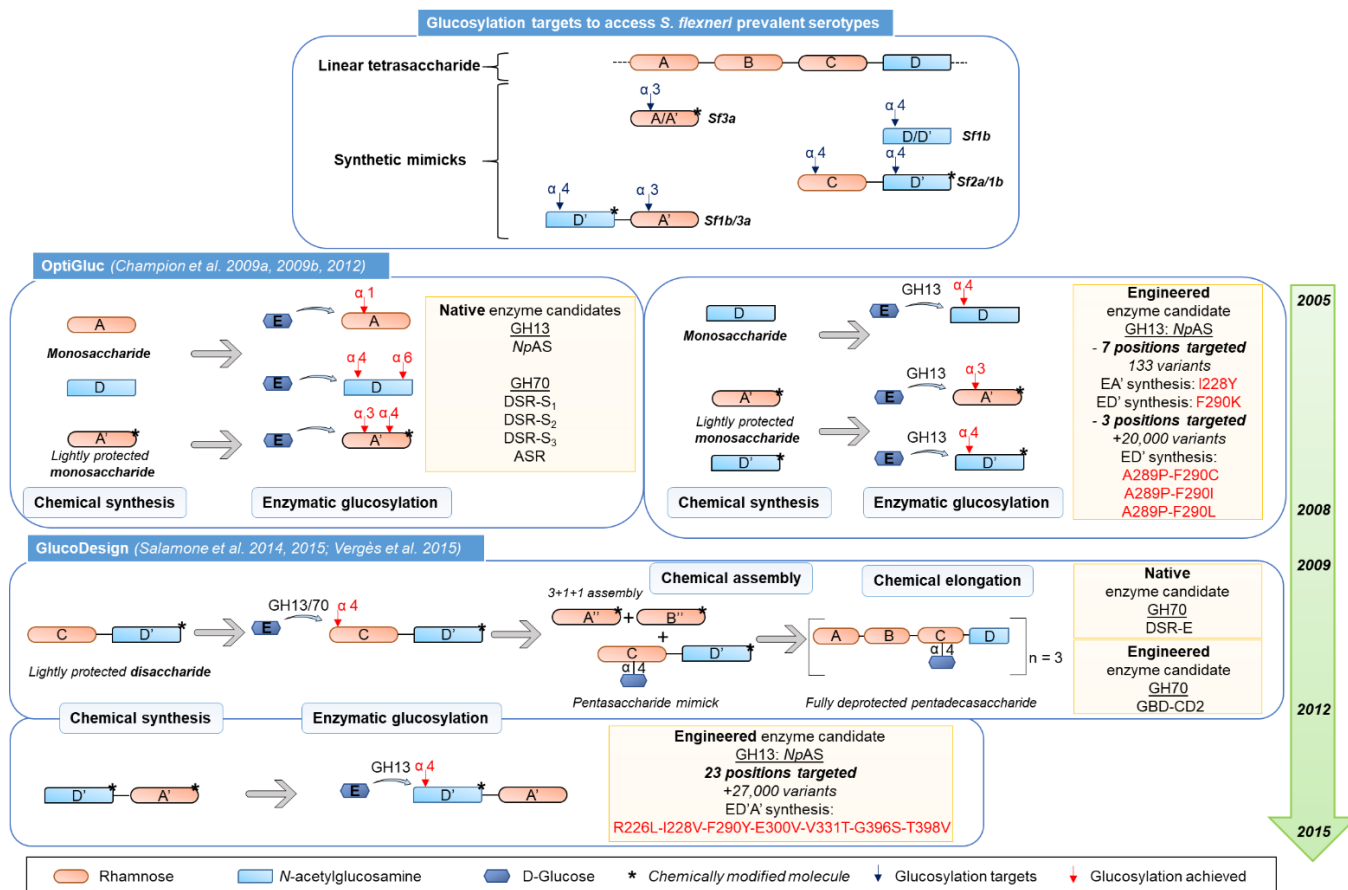 Glucosylation targets to access S. flexneri prevalent serotypes
Linear tetrasaccharide
A
B
C
D
Synthetic mimicks
α 3
A/A'
*
Sf3a
α 4
D/D'
Sf1b
α 4
α 4
C
D'
*
Sf2a/1b
α 4
α 3
D'
*
A'
Sf1b/3a
OptiGluc (Champion et al. 2009a, 2009b, 2012)
A
Monosaccharide
D
A'
*
Lightly protected
monosaccharide
Chemical synthesis
α 1
E
A
α 4
α 6
E
D
α 3
α 4
E
A'
*
Enzymatic glucosylation
Native enzyme candidates
GH13
NpAS
GH70
DSR-S1
DSR-S2
DSR-S3
ASR
D
Monosaccharide
A'
*
Lightly protected
monosaccharide
D'
*
Chemical synthesis
GH13
α 4
E
D
GH13
α 3
E
A'
*
GH13
α 4
E
D'
*
Enzymatic glucosylation
Engineered
enzyme candidate
GH13: NpAS
- 7 positions targeted
133 variants
EA' synthesis: I228Y
ED' synthesis: F290K
- 3 positions targeted
+20,000 variants
ED' synthesis:
A289P-F290C
A289P-F290I
A289P-F290L
2005
2008
2009
2012
2015
GlucoDesign (Salamone et al. 2014, 2015; Vergès et al. 2015)
C
D'
*
Lightly protected disaccharide
Chemical synthesis
GH13/70
α 4
E
C
D'
*
Enzymatic glucosylation
Chemical assembly
3+1+1 assembly
A''
*
+
B''
*
+
C
D'
*
α 4
Pentasaccharide mimick
Chemical elongation
A
B
C
D
α 4
n = 3
Fully deprotected pentadecasaccharide
Native
enzyme candidate
GH70
DSR-E
Engineered
enzyme candidate
GH70
GBD-CD2
D'
*
A'
*
GH13
α 4
E
D'
*
A'
Engineered enzyme candidate
GH13: NpAS
23 positions targeted
+27,000 variants
ED'A' synthesis:
R226L-I228V-F290Y-E300V-V331T-G396S-T398V
Rhamnose
N-acetylglucosamine
D-Glucose
* Chemically modified molecule
Glucosylation targets
Glucosylation achieved